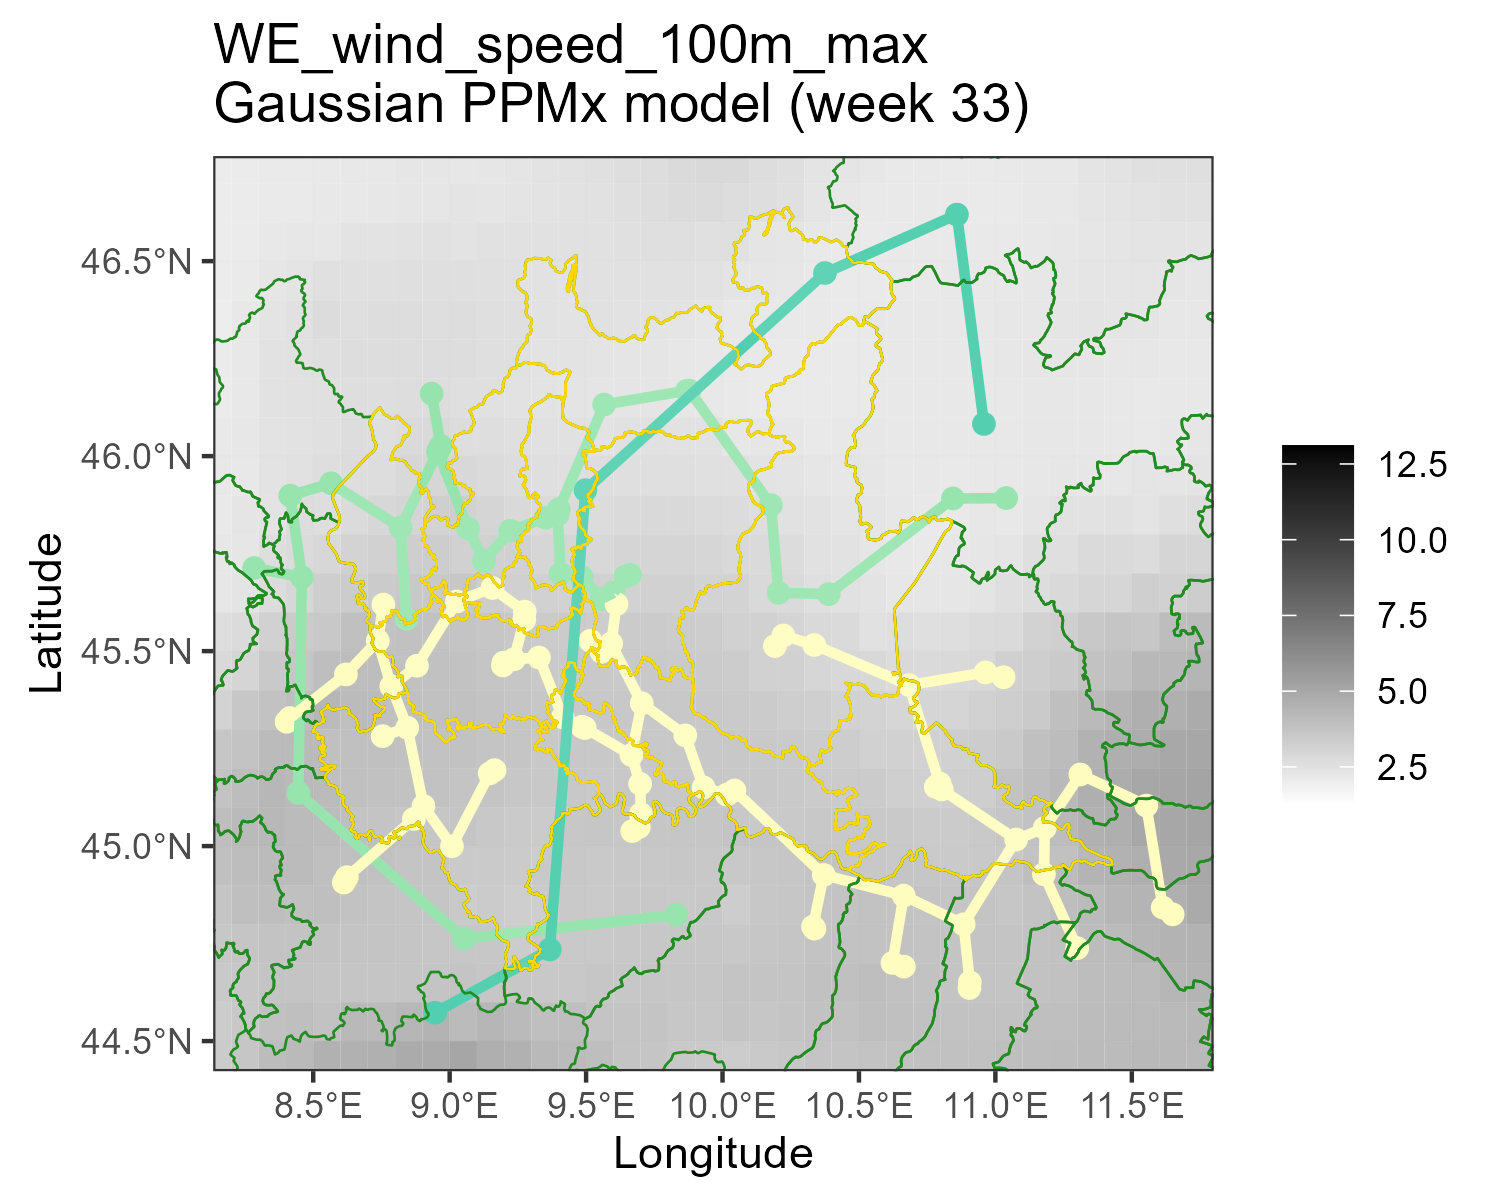 WE_wind_speed_100m_max
Gaussian PPMx model (week 33)
46.5°N
46.0°N
45.5°N
45.0°N
44.5°N
Latitude
8.5°E 9.0°E 9.5°E 10.0°E 10.5°E 11.0°E 11.5°E
Longitude
12.5
10.0
7.5
5.0
2.5